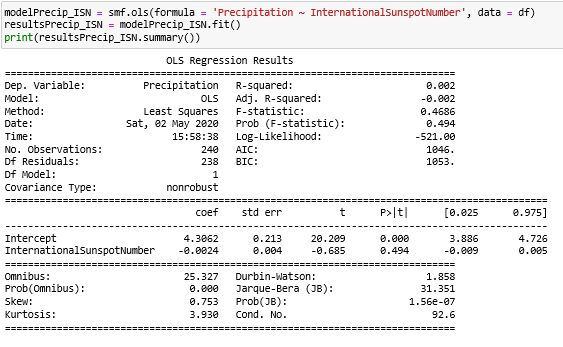 modelPrecip_ISN = smf.ols(formula = 'Precipitation ~ InternationalSunspotNumber', data = df)
resultsPrecip_ISN = modelPrecip_ISN.fit()
print(resultsPrecip_ISN.summary())
OLS Regression Results
==============================================================================
Dep. Variable: Precipitation R-squared: 0.002
Model: OLS Adj. R-squared: -0.002
Method: Least Squares F-statistic: 0.4686
Date: Sat, 02 May 2020 Prob (F-statistic): 0.494
Time: 15:58:38 Log-Likelihood: -521.00
No. Observations: 240 AIC: 1046.
Df Residuals: 238 BIC: 1053.
Df Model: 1
Covariance Type: nonrobust
==============================================================================================
coef std err t P>|t| [0.025 0.975]
----------------------------------------------------------------------------------------------
Intercept 4.3062 0.213 20.209 0.000 3.886 4.726
InternationalSunspotNumber -0.0024 0.004 -0.685 0.494 -0.009 0.005
==============================================================================
Omnibus: 25.327 Durbin-Watson: 1.858
Prob(Omnibus): 0.000 Jarque-Bera (JB): 31.351
Skew: 0.753 Prob(JB): 1.56e-07
Kurtosis: 3.930 Cond. No. 92.6
==============================================================================